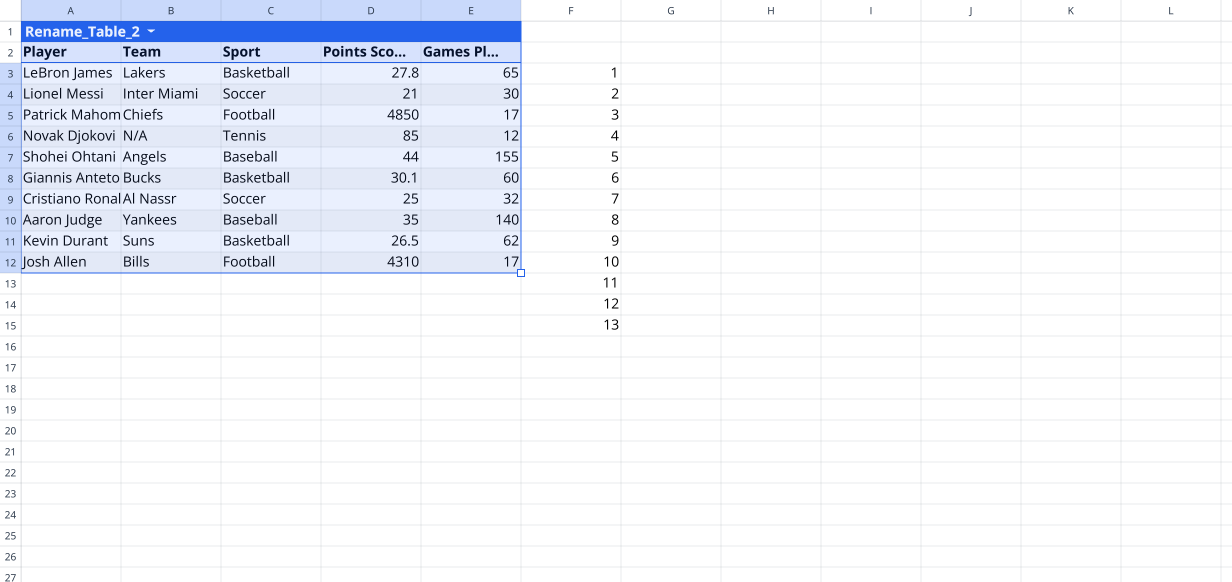 A B C D E F G H I J K L
1 Rename_Table_2
2 Player Team Sport Points Sco... Games Pl...
3 LeBron James Lakers Basketball 27.8 65 1
4 Lionel Messi Inter Miami Soccer 21 30 2
5 Patrick Mahom Chiefs Football 4850 17 3
6 Novak Djokovi N/A Tennis 85 12 4
7 Shohei Ohtani Angels Baseball 44 155 5
8 Giannis Anteto Bucks Basketball 30.1 60 6
9 Cristiano Ronal Al Nassr Soccer 25 32 7
10 Aaron Judge Yankees Baseball 35 140 8
11 Kevin Durant Suns Basketball 26.5 62 9
12 Josh Allen Bills Football 4310 17 10
13 11
14 12
15 13
16
17
18
19
20
21
22
23
24
25
26
27